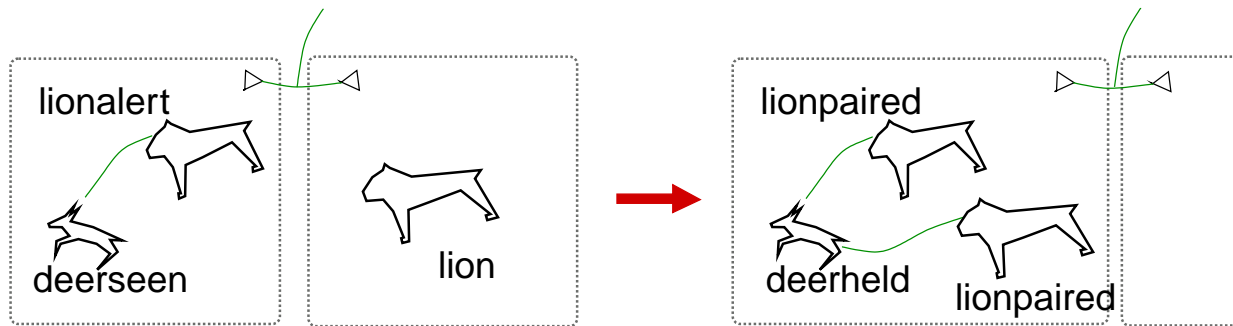 lionalert
deerseen
lion
lionpaired
deerheld
lionpaired